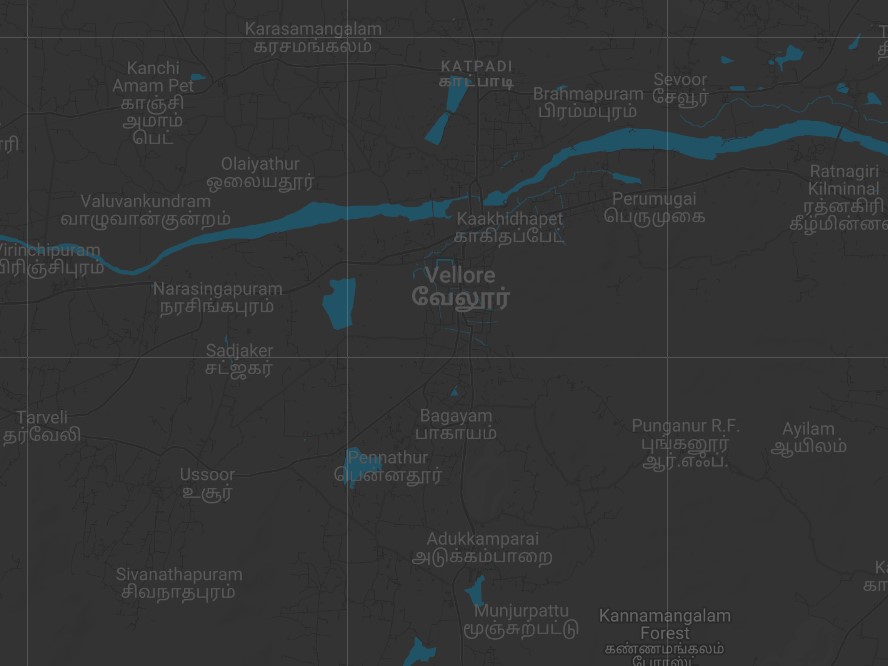 Karasamangalam
கரசமங்கலம்
KATPADI
காட்பாடி
Kanchi
Amam Pet
காஞ்சி
அமாம்
பெட்
Sevoor
சேவூர்
Brahmapuram
பிரம்மபுரம்
Olaiyathur
ஒலையதூர்
Ratnagiri
Kilminnal
ரத்னகிரி
Valuvankundram
வாழுவான்குன்றம்
Perumugai
பெருமுகை
Kaakhidhapet
காகிதப்பேட்
Vellore
வேலூர்
Narasingapuram
நரசிங்கபுரம்
Sadjaker
சட்ஜகர்
Tarveli
தர்வேலி
Bagayam
பாகாயம்
Punganur R.F.
புங்கனூர்
ஆர்.எஃப்.
Ayilam
ஆயிலம்
Pennathur
பென்னதூர்
Ussoor
உசூர்
Adukkamparai
அடுக்கம்பாறை
Sivanathapuram
சிவநாதபுரம்
Munjurpattu
மூஞ்சுற்பட்டு
Kannamangalam
Forest
கண்ணமங்கலம்